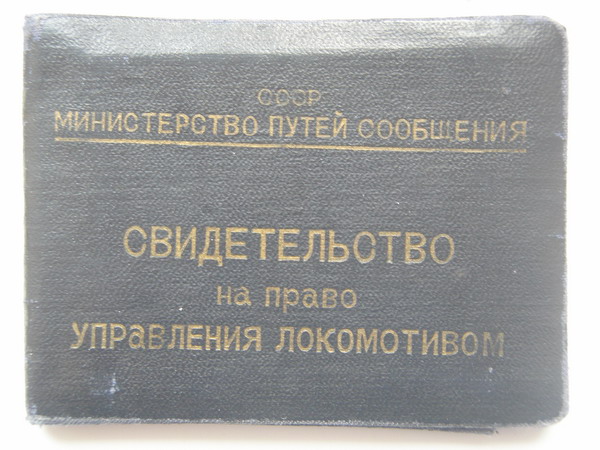 СССР
МИНИСТЕРСТВО ПУТЕЙ СООБЩЕНИЯ
СВИДЕТЕЛЬСТВО
на право
УПРАВЛЕНИЯ ЛОКОМОТИВОМ